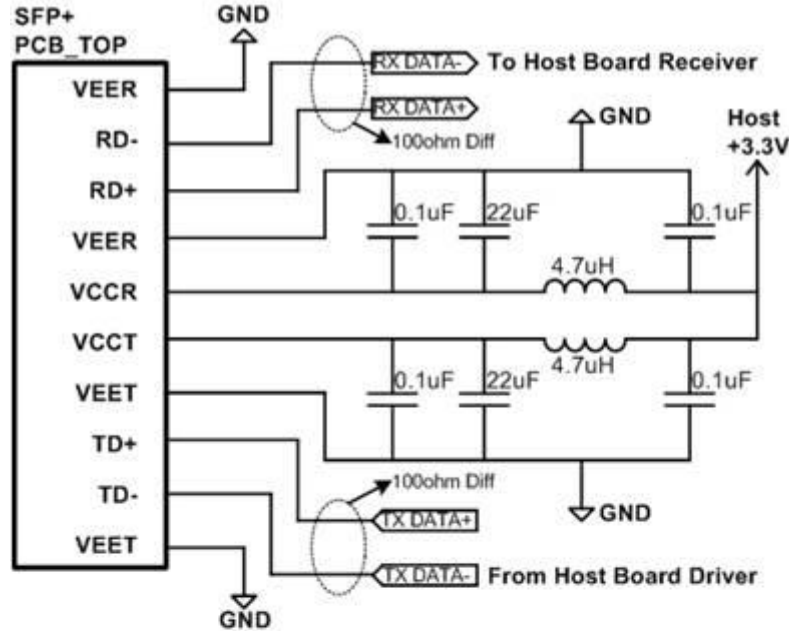 SFP+
PCB_TOP
GND
VEER
RD-
RD+
VEER
VCCR
VCCT
VEET
TD+
TD-
VEET
RX DATA-
To Host Board Receiver
RX DATA+
100ohm Diff
GND
Host
+3.3V
0.1uF
22uF
0.1uF
4.7uH
4.7uH
0.1uF
22uF
0.1uF
100ohm Diff
TX DATA+
GND
TX DATA-
From Host Board Driver
GND